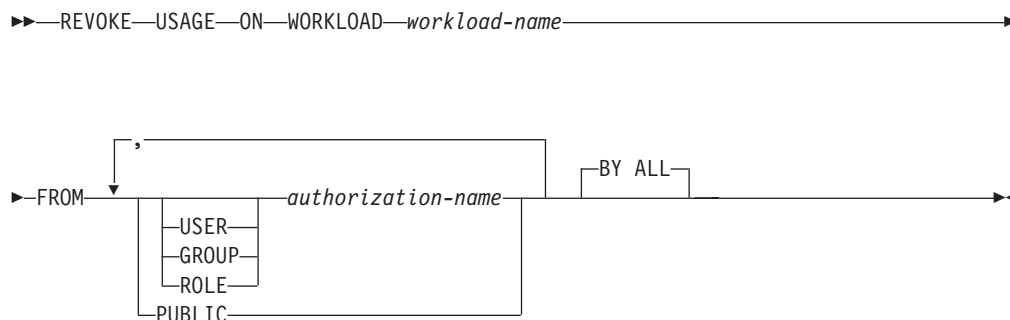 REVOKE USAGE ON WORKLOAD workload-name
,
BY ALL
FROM authorization-name
USER
GROUP
ROLE
PUBLIC